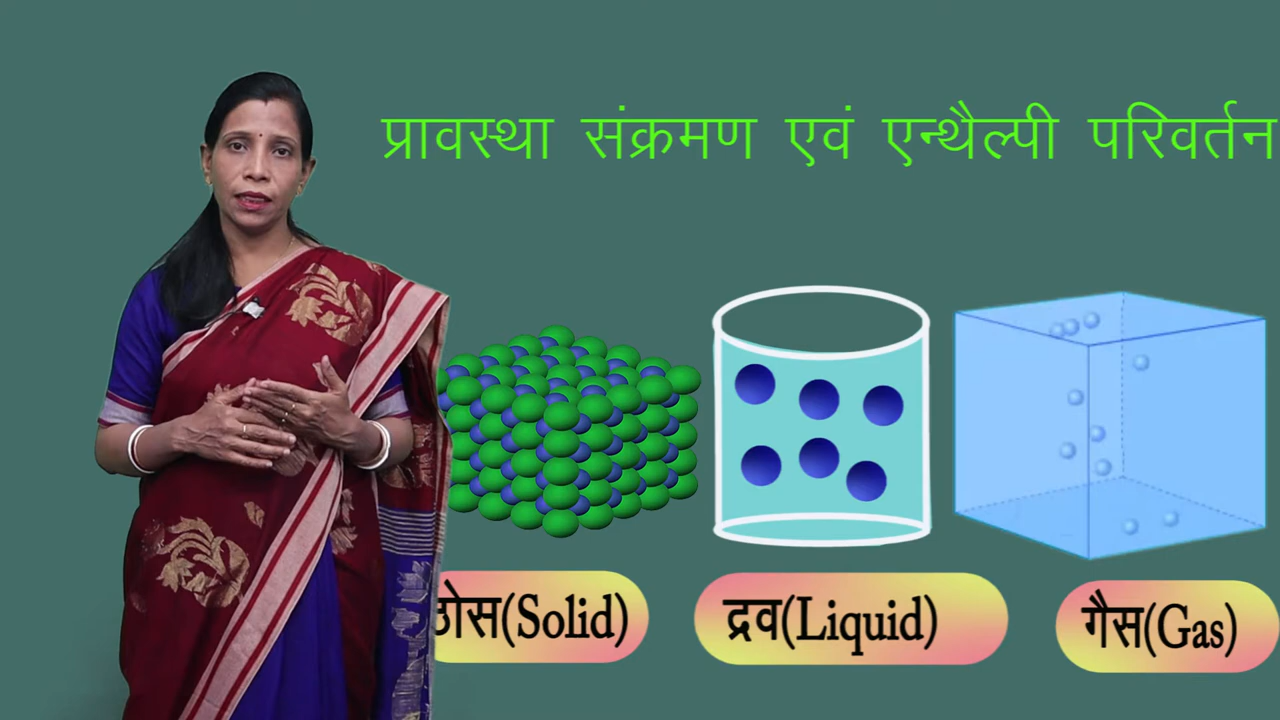 प्रावस्था संक्रमण एवं एन्थैल्पी परिवर्तन
ठोस(Solid)
द्रव(Liquid)
गैस(Gas)